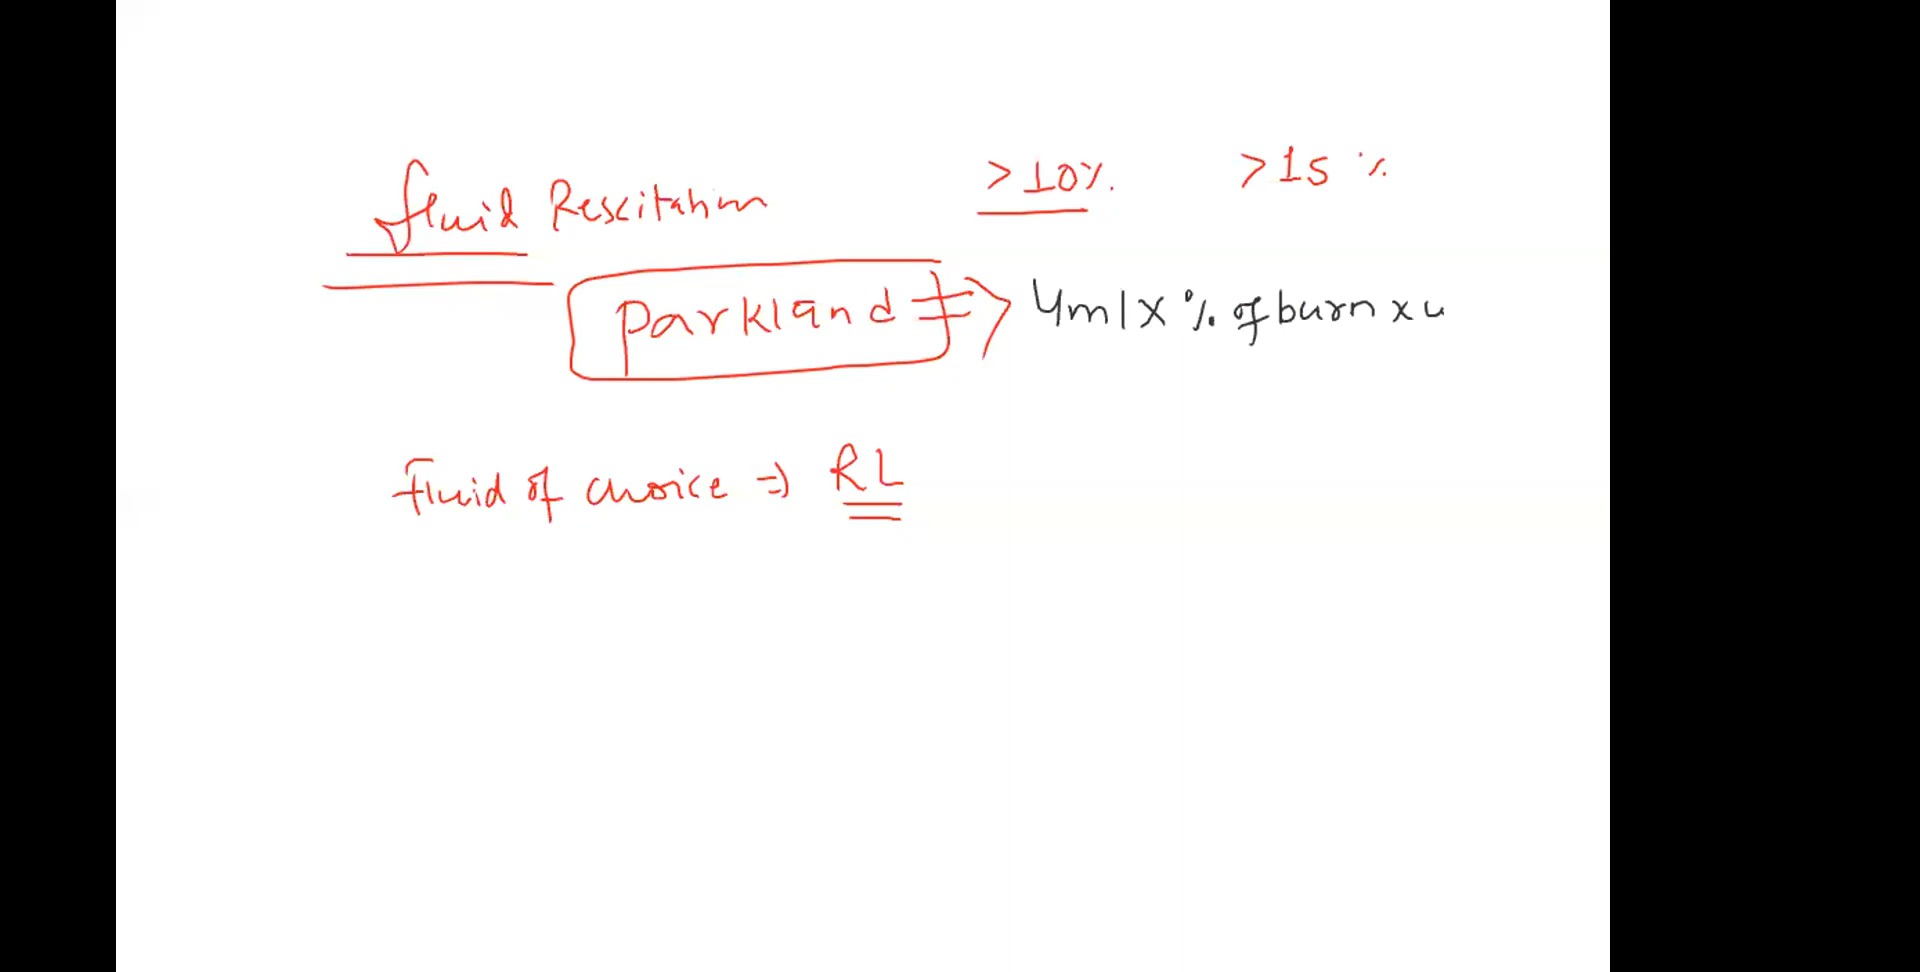 fluid Rescitation >10% >15 %
Parkland => 4ml X % of burn x u
Fluid of choice => RL